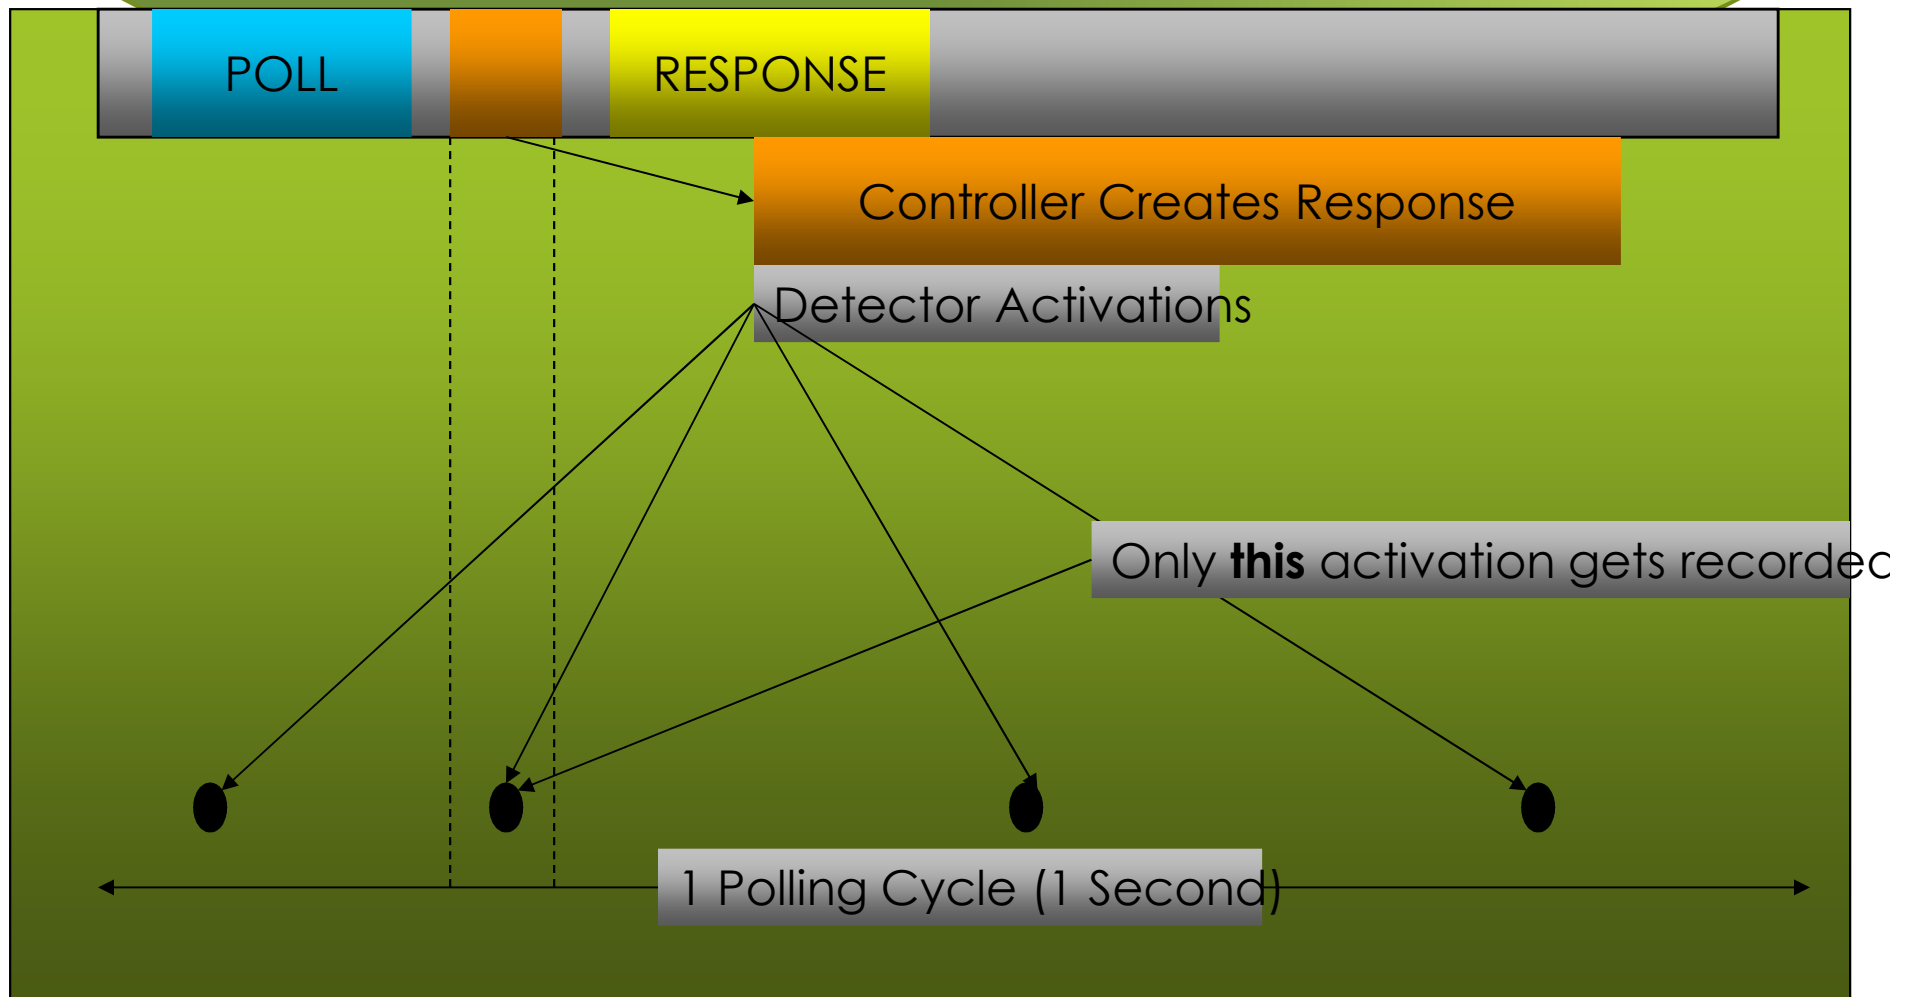 POLL
RESPONSE
Controller Creates Response
Detector Activations
Only this activation gets recorded
1 Polling Cycle (1 Second)